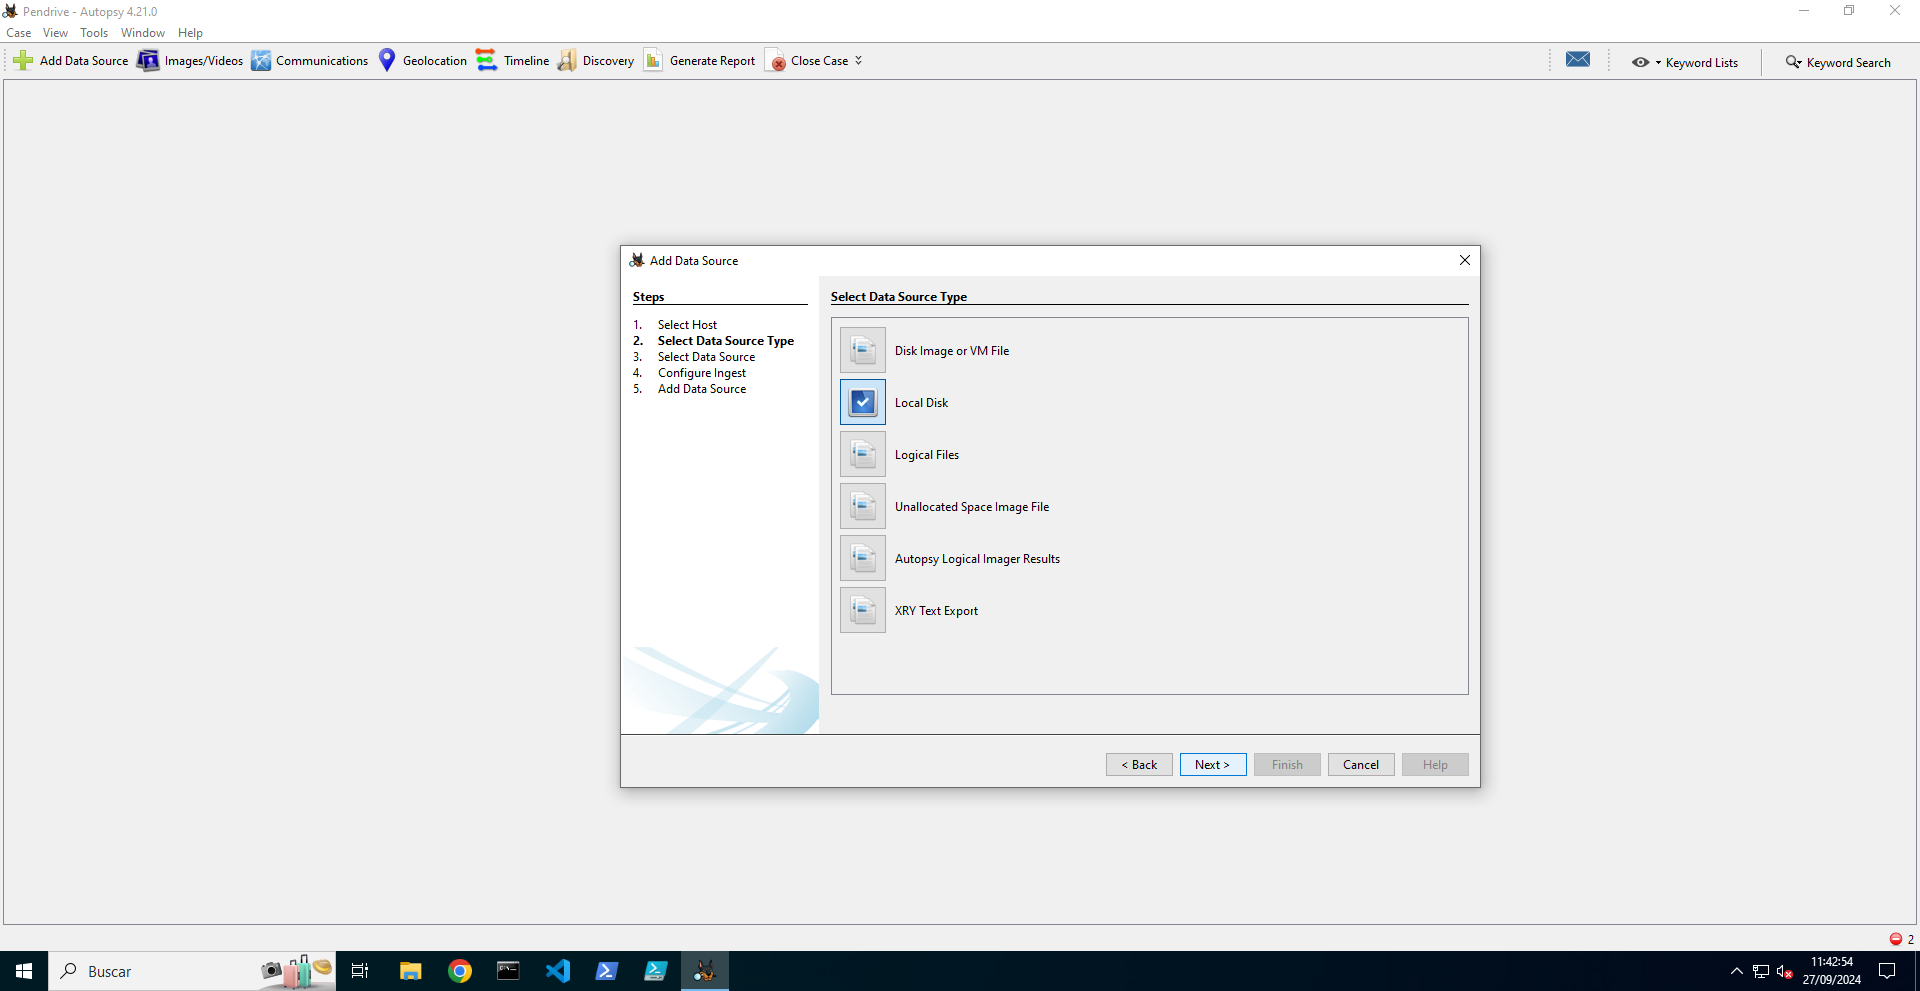 Pendrive - Autopsy 4.21.0
Case View Tools Window Help
Add Data Source Images/Videos Communications Geolocation Timeline Discovery Generate Report Close Case Keyword Lists Keyword Search
Add Data Source
Steps
1. Select Host
2. Select Data Source Type
3. Select Data Source
4. Configure Ingest
5. Add Data Source
Select Data Source Type
Disk Image or VM File
Local Disk
Logical Files
Unallocated Space Image File
Autopsy Logical Imager Results
XRY Text Export
< Back Next > Finish Cancel Help
2
Buscar
11:42:54
27/09/2024